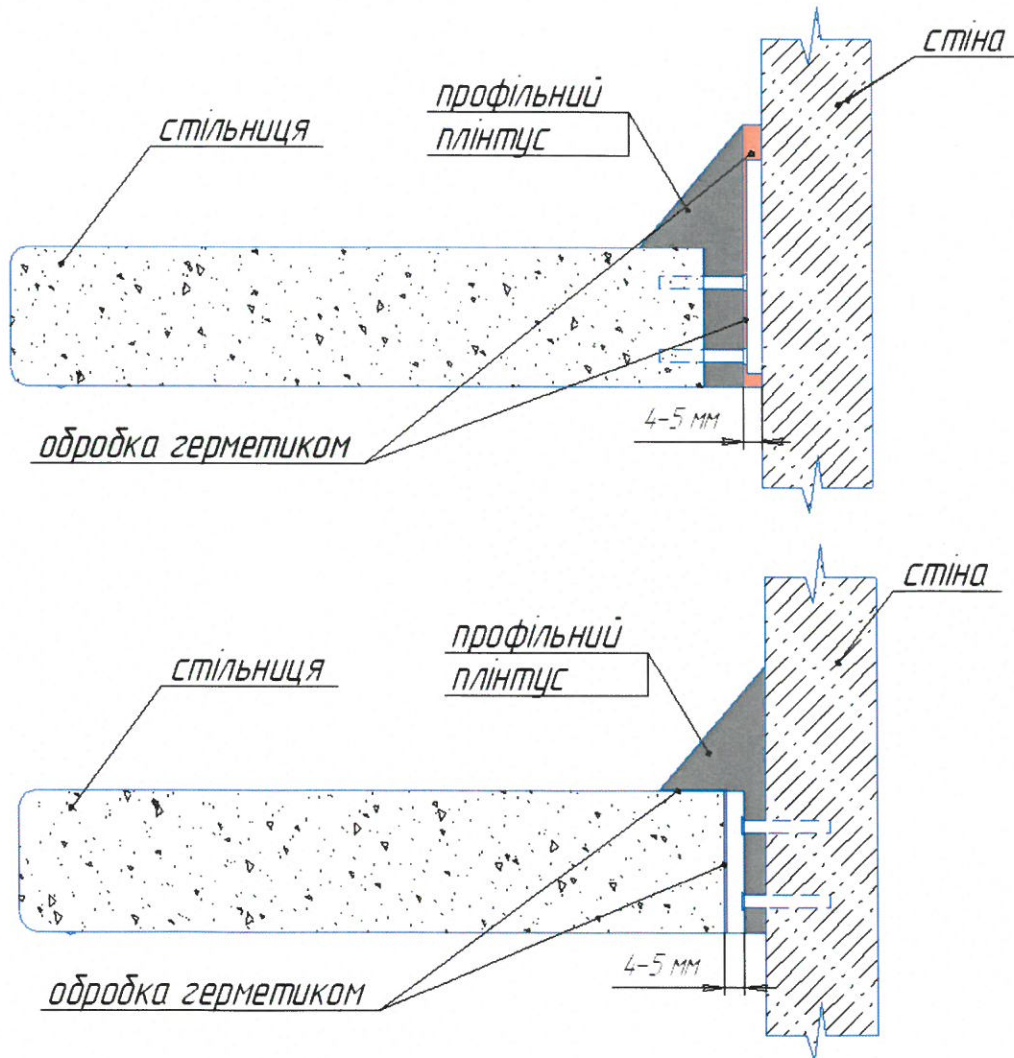 стіна
профільний
плінтус
стільниця
4-5 мм
обробка герметиком
стіна
профільний
плінтус
стільниця
4-5 мм
обробка герметиком